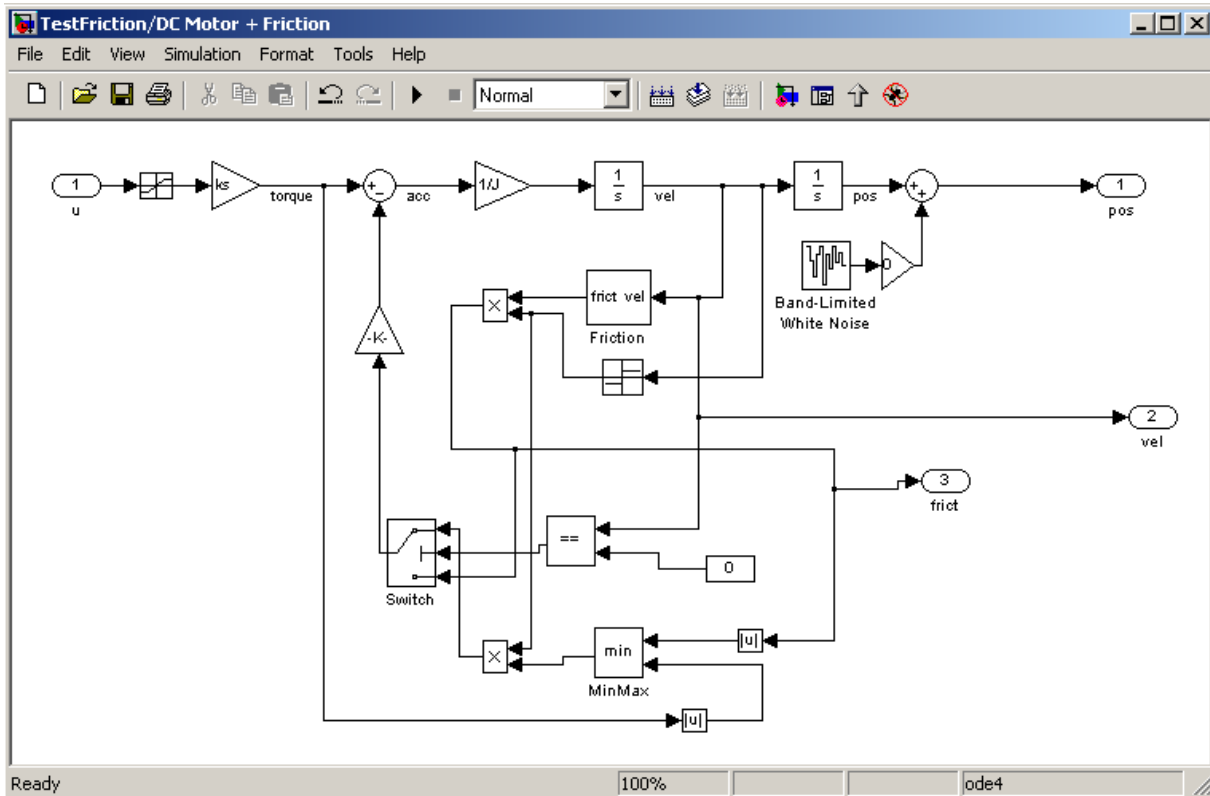 TestFriction/DC Motor + Friction
File Edit View Simulation Format Tools Help
Normal
1
u
ks
torque
acc
1/J
1
s
vel
1
s
pos
1
pos
0
Band-Limited
White Noise
frict vel
Friction
-K-
2
vel
3
frict
==
0
Switch
min
MinMax
|u|
|u|
Ready 100% ode4